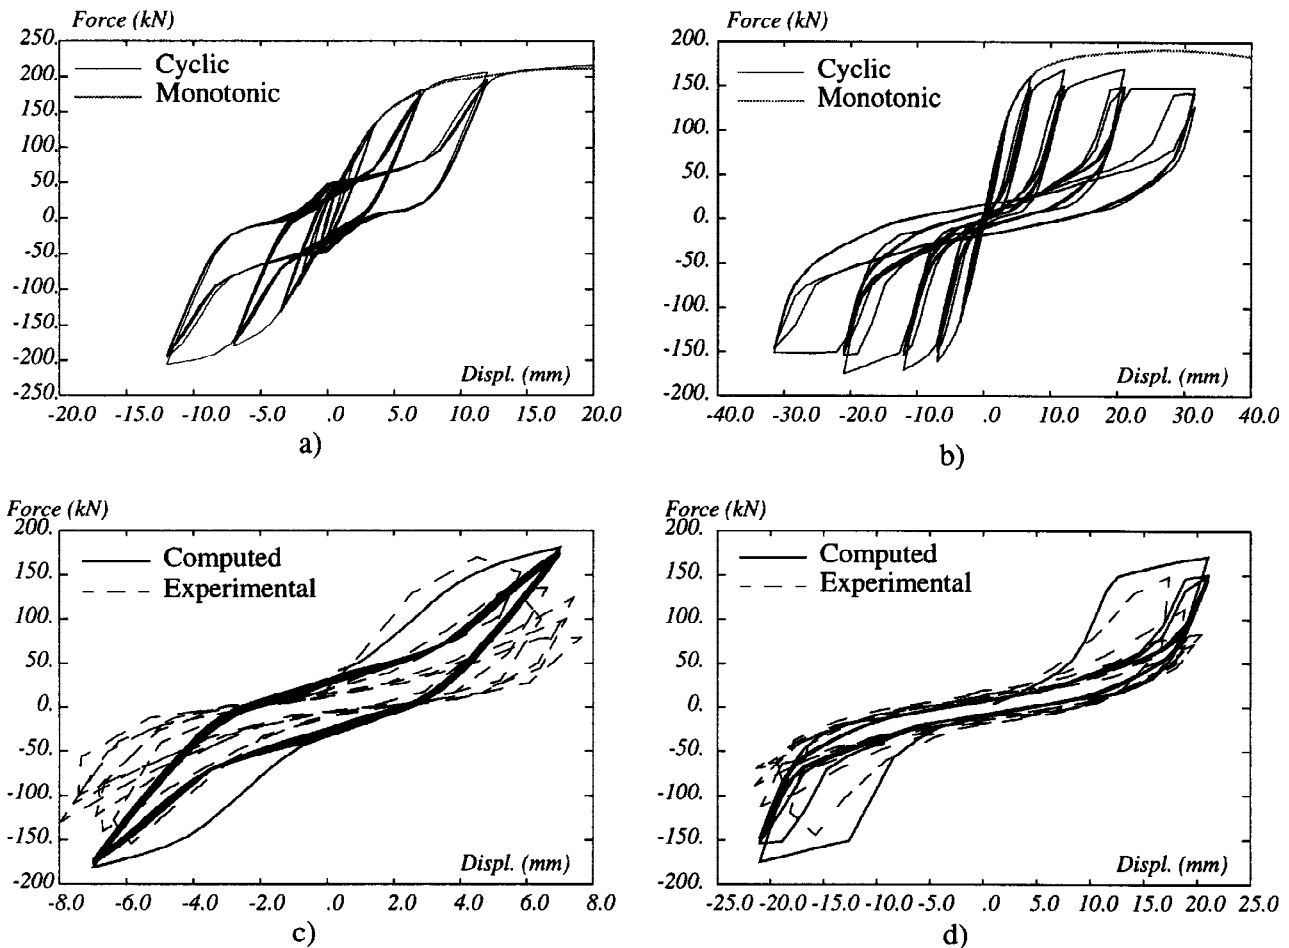 Force (kN)
250.
200.
150.
100.
50.
0.
-50.
-100.
-150.
-200.
-250.
Cyclic
Monotonic
Displ. (mm)
-20.0 -15.0 -10.0 -5.0 .0 5.0 10.0 15.0 20.0
a)
Force (kN)
200.
150.
100.
50.
0.
-50.
-100.
-150.
-200.
Cyclic
Monotonic
Displ. (mm)
-40.0 -30.0 -20.0 -10.0 .0 10.0 20.0 30.0 40.0
b)
Force (kN)
200.
150.
100.
50.
0.
-50.
-100.
-150.
-200
Computed
Experimental
Displ. (mm)
-8.0 -6.0 -4.0 -2.0 .0 2.0 4.0 6.0 8.0
c)
Force (kN)
200.
150.
100.
50.
0.
-50.
-100.
-150.
-200.
Computed
Experimental
Displ. (mm)
-25.0 -20.0 -15.0 -10.0 -5.0 .0 5.0 10.0 15.0 20.0 25.0
d)